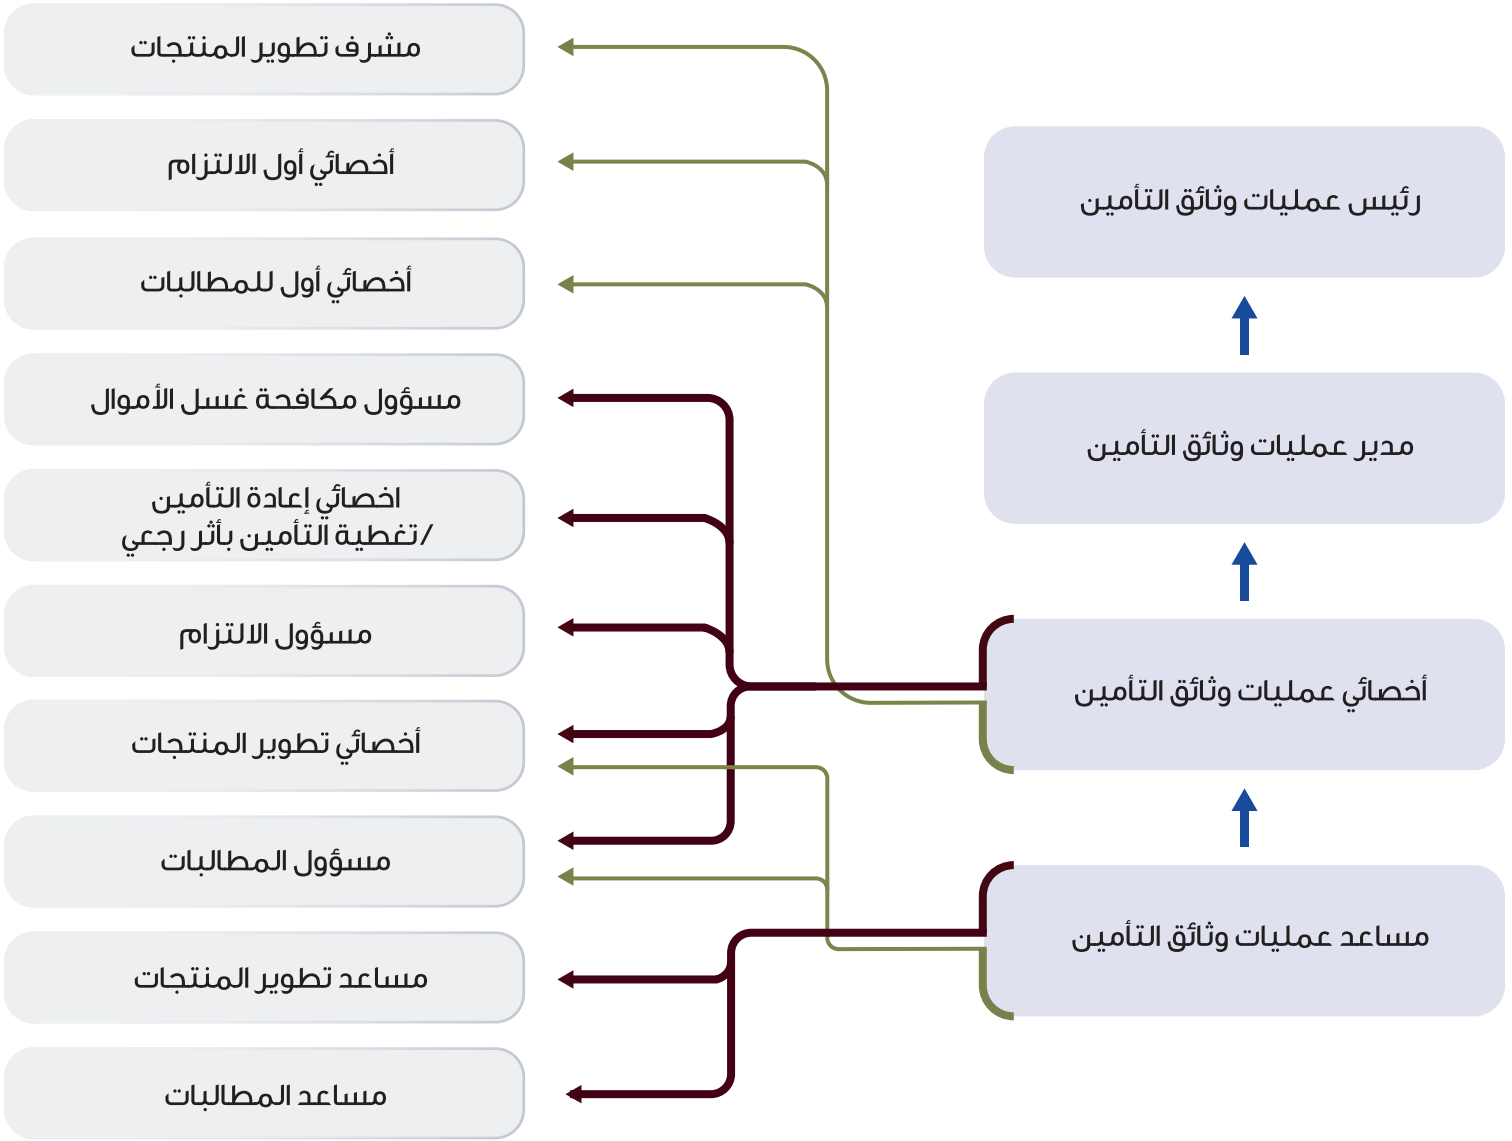 رئيس عمليات وثائق التأمين
مدير عمليات وثائق التأمين
أخصائي عمليات وثائق التأمين
مساعد عمليات وثائق التأمين
مشرف تطوير المنتجات
أخصائي أول الالتزام
أخصائي أول للمطالبات
مسؤول مكافحة غسل الأموال
اخصائي إعادة التأمين
/تغطية التأمين بأثر رجعي
مسؤول الالتزام
أخصائي تطوير المنتجات
مسؤول المطالبات
مساعد تطوير المنتجات
مساعد المطالبات